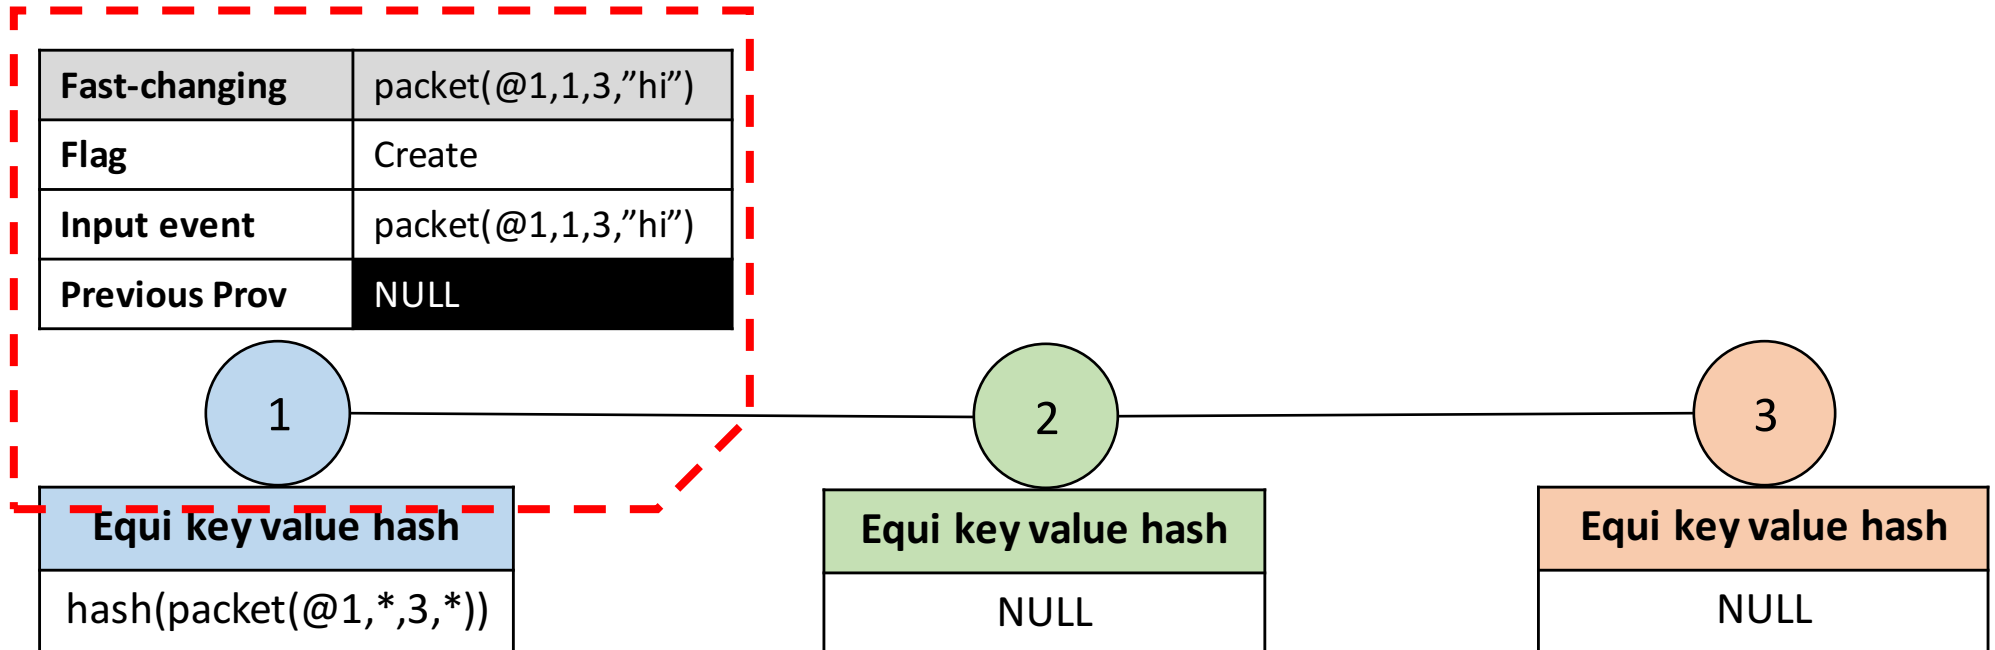 Fast-changing packet(@1,1,3,”hi”)
Flag Create
Input event packet(@1,1,3,”hi”)
Previous Prov NULL
1 2 3
Equi key value hash Equi key value hash Equi key value hash
hash(packet(@1,*,3,*)) NULL NULL